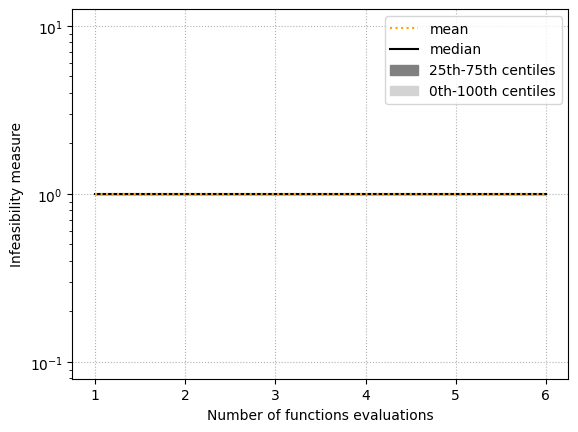 mean
median
25th-75th centiles
0th-100th centiles
Infeasibility measure
10¹
10⁰
10⁻¹
1 2 3 4 5 6
Number of functions evaluations